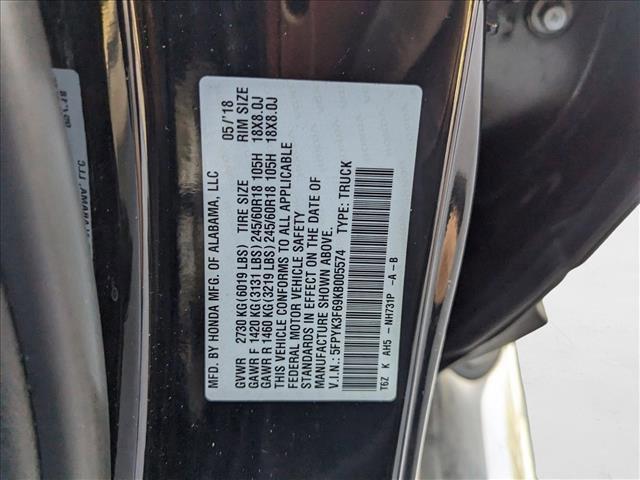 MFD. BY HONDA MFG. OF ALABAMA, LLC 05/'18
GVWR 2730 KG (6019 LBS) TIRE SIZE RIM SIZE
GAWR F 1420 KG (3131 LBS) 245/60R18 105H 18X8.0J
GAWR R 1460 KG (3219 LBS) 245/60R18 105H 18X8.0J
THIS VEHICLE CONFORMS TO ALL APPLICABLE
FEDERAL MOTOR VEHICLE SAFETY
STANDARDS IN EFFECT ON THE DATE OF
MANUFACTURE SHOWN ABOVE.
V.I.N.: 5FPYK3F69KB005574 TYPE: TRUCK
T6Z K AH5 - NH731P -A -B